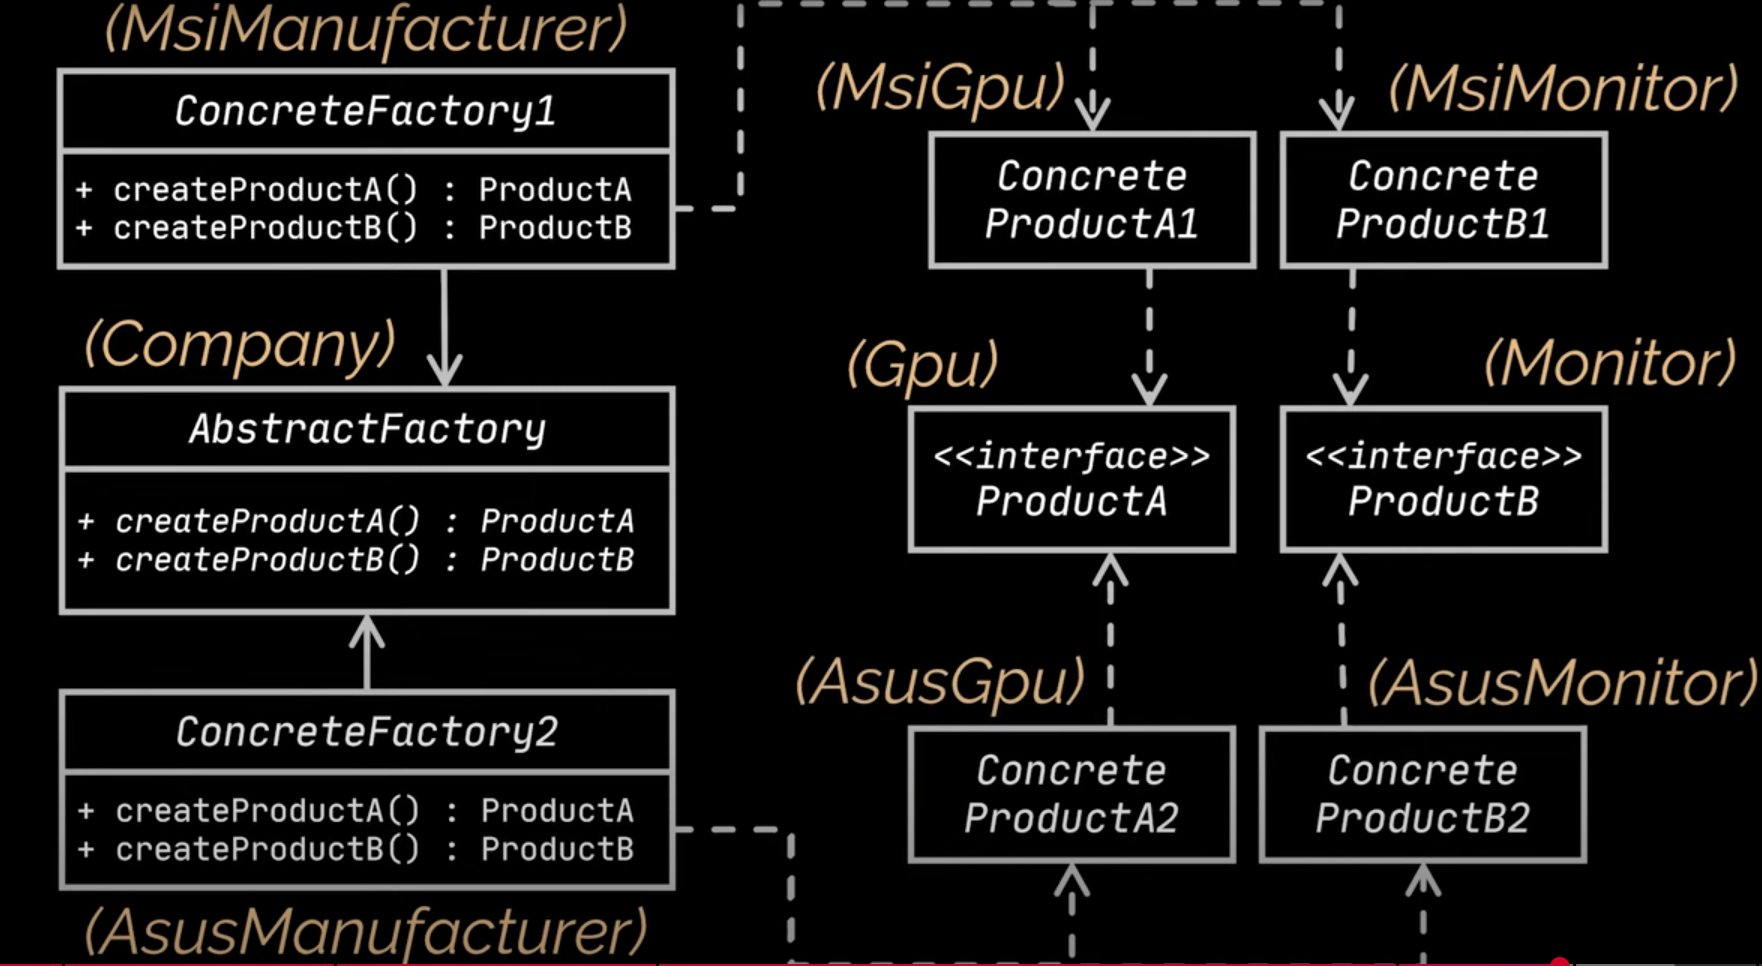 (MsiManufacturer)
ConcreteFactory1
+ createProductA() : ProductA
+ createProductB() : ProductB
(Company)
AbstractFactory
+ createProductA() : ProductA
+ createProductB() : ProductB
ConcreteFactory2
+ createProductA() : ProductA
+ createProductB() : ProductB
(AsusManufacturer)
(MsiGpu)
Concrete
ProductA1
(MsiMonitor)
Concrete
ProductB1
(Gpu)
<<interface>>
ProductA
(Monitor)
<<interface>>
ProductB
(AsusGpu)
Concrete
ProductA2
(AsusMonitor)
Concrete
ProductB2